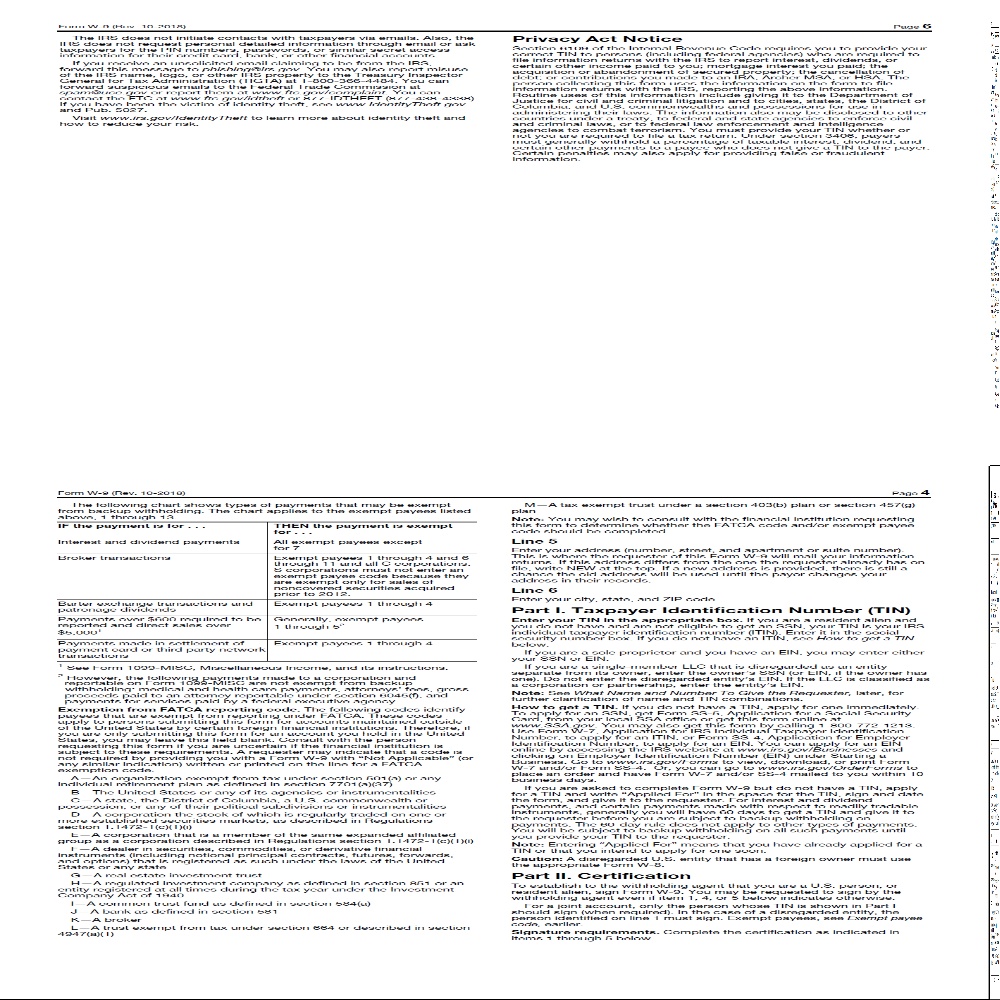 Form W-9 (Rev. 10-2018)
Page 6
The IRS does not initiate contacts with taxpayers via emails. Also, the
IRS does not request personal detailed information through email or ask
taxpayers for the PIN numbers, passwords, or similar secret access
information for their credit card, bank, or other financial accounts.
If you receive an unsolicited email claiming to be from the IRS,
forward this message to phishing@irs.gov. You may also report misuse
of the IRS name, logo, or other IRS property to the Treasury Inspector
General for Tax Administration (TIGTA) at 1-800-366-4484. You can
forward suspicious emails to the Federal Trade Commission at
spam@uce.gov or report them at www.ftc.gov/complaint. You can
contact the FTC at www.ftc.gov/idtheft or 877-IDTHEFT (877-438-4338).
If you have been the victim of identity theft, see www.IdentityTheft.gov
and Pub. 5027.
Visit www.irs.gov/IdentityTheft to learn more about identity theft and
how to reduce your risk.
Privacy Act Notice
Section 6109 of the Internal Revenue Code requires you to provide your
correct TIN to persons (including federal agencies) who are required to
file information returns with the IRS to report interest, dividends, or
certain other income paid to you; mortgage interest you paid; the
acquisition or abandonment of secured property; the cancellation of
debt; or contributions you made to an IRA, Archer MSA, or HSA. The
person collecting this form uses the information on the form to file
information returns with the IRS, reporting the above information.
Routine uses of this information include giving it to the Department of
Justice for civil and criminal litigation and to cities, states, the District of
Columbia, and U.S. commonwealths and possessions for use in
administering their laws. The information also may be disclosed to other
countries under a treaty, to federal and state agencies to enforce civil
and criminal laws, or to federal law enforcement and intelligence
agencies to combat terrorism. You must provide your TIN whether or
not you are required to file a tax return. Under section 3406, payers
must generally withhold a percentage of taxable interest, dividend, and
certain other payments to a payee who does not give a TIN to the payer.
Certain penalties may also apply for providing false or fraudulent
information.
Form W-9 (Rev. 10-2018)
Page 4
The following chart shows types of payments that may be exempt
from backup withholding. The chart applies to the exempt payees listed
above, 1 through 13.
IF the payment is for . . .
THEN the payment is exempt
for . . .
Interest and dividend payments
All exempt payees except
for 7
Broker transactions
Exempt payees 1 through 4 and 6
through 11 and all C corporations.
S corporations must not enter an
exempt payee code because they
are exempt only for sales of
noncovered securities acquired
prior to 2012.
Barter exchange transactions and
patronage dividends
Exempt payees 1 through 4
Payments over $600 required to be
reported and direct sales over
$5,000¹
Generally, exempt payees
1 through 5²
Payments made in settlement of
payment card or third party network
transactions
Exempt payees 1 through 4
¹ See Form 1099-MISC, Miscellaneous Income, and its instructions.
² However, the following payments made to a corporation and
reportable on Form 1099-MISC are not exempt from backup
withholding: medical and health care payments, attorneys' fees, gross
proceeds paid to an attorney reportable under section 6045(f), and
payments for services paid by a federal executive agency.
Exemption from FATCA reporting code. The following codes identify
payees that are exempt from reporting under FATCA. These codes
apply to persons submitting this form for accounts maintained outside
of the United States by certain foreign financial institutions. Therefore, if
you are only submitting this form for an account you hold in the United
States, you may leave this field blank. Consult with the person
requesting this form if you are uncertain if the financial institution is
subject to these requirements. A requester may indicate that a code is
not required by providing you with a Form W-9 with “Not Applicable” (or
any similar indication) written or printed on the line for a FATCA
exemption code.
A—An organization exempt from tax under section 501(a) or any
individual retirement plan as defined in section 7701(a)(37)
B—The United States or any of its agencies or instrumentalities
C—A state, the District of Columbia, a U.S. commonwealth or
possession, or any of their political subdivisions or instrumentalities
D—A corporation the stock of which is regularly traded on one or
more established securities markets, as described in Regulations
section 1.1472-1(c)(1)(i)
E—A corporation that is a member of the same expanded affiliated
group as a corporation described in Regulations section 1.1472-1(c)(1)(i)
F—A dealer in securities, commodities, or derivative financial
instruments (including notional principal contracts, futures, forwards,
and options) that is registered as such under the laws of the United
States or any state
G—A real estate investment trust
H—A regulated investment company as defined in section 851 or an
entity registered at all times during the tax year under the Investment
Company Act of 1940
I—A common trust fund as defined in section 584(a)
J—A bank as defined in section 581
K—A broker
L—A trust exempt from tax under section 664 or described in section
4947(a)(1)
M—A tax exempt trust under a section 403(b) plan or section 457(g)
plan
Note: You may wish to consult with the financial institution requesting
this form to determine whether the FATCA code and/or exempt payee
code should be completed.
Line 5
Enter your address (number, street, and apartment or suite number).
This is where the requester of this Form W-9 will mail your information
returns. If this address differs from the one the requester already has on
file, write NEW at the top. If a new address is provided, there is still a
chance the old address will be used until the payor changes your
address in their records.
Line 6
Enter your city, state, and ZIP code.
Part I. Taxpayer Identification Number (TIN)
Enter your TIN in the appropriate box. If you are a resident alien and
you do not have and are not eligible to get an SSN, your TIN is your IRS
individual taxpayer identification number (ITIN). Enter it in the social
security number box. If you do not have an ITIN, see How to get a TIN
below.
If you are a sole proprietor and you have an EIN, you may enter either
your SSN or EIN.
If you are a single-member LLC that is disregarded as an entity
separate from its owner, enter the owner's SSN (or EIN, if the owner has
one). Do not enter the disregarded entity's EIN. If the LLC is classified as
a corporation or partnership, enter the entity's EIN.
Note: See What Name and Number To Give the Requester, later, for
further clarification of name and TIN combinations.
How to get a TIN. If you do not have a TIN, apply for one immediately.
To apply for an SSN, get Form SS-5, Application for a Social Security
Card, from your local SSA office or get this form online at
www.SSA.gov. You may also get this form by calling 1-800-772-1213.
Use Form W-7, Application for IRS Individual Taxpayer Identification
Number, to apply for an ITIN, or Form SS-4, Application for Employer
Identification Number, to apply for an EIN. You can apply for an EIN
online by accessing the IRS website at www.irs.gov/Businesses and
clicking on Employer Identification Number (EIN) under Starting a
Business. Go to www.irs.gov/Forms to view, download, or print Form
W-7 and/or Form SS-4. Or, you can go to www.irs.gov/OrderForms to
place an order and have Form W-7 and/or SS-4 mailed to you within 10
business days.
If you are asked to complete Form W-9 but do not have a TIN, apply
for a TIN and write “Applied For” in the space for the TIN, sign and date
the form, and give it to the requester. For interest and dividend
payments, and certain payments made with respect to readily tradable
instruments, generally you will have 60 days to get a TIN and give it to
the requester before you are subject to backup withholding on
payments. The 60-day rule does not apply to other types of payments.
You will be subject to backup withholding on all such payments until
you provide your TIN to the requester.
Note: Entering “Applied For” means that you have already applied for a
TIN or that you intend to apply for one soon.
Caution: A disregarded U.S. entity that has a foreign owner must use
the appropriate Form W-8.
Part II. Certification
To establish to the withholding agent that you are a U.S. person, or
resident alien, sign Form W-9. You may be requested to sign by the
withholding agent even if item 1, 4, or 5 below indicates otherwise.
For a joint account, only the person whose TIN is shown in Part I
should sign (when required). In the case of a disregarded entity, the
person identified on line 1 must sign. Exempt payees, see Exempt payee
code, earlier.
Signature requirements. Complete the certification as indicated in
items 1 through 5 below.